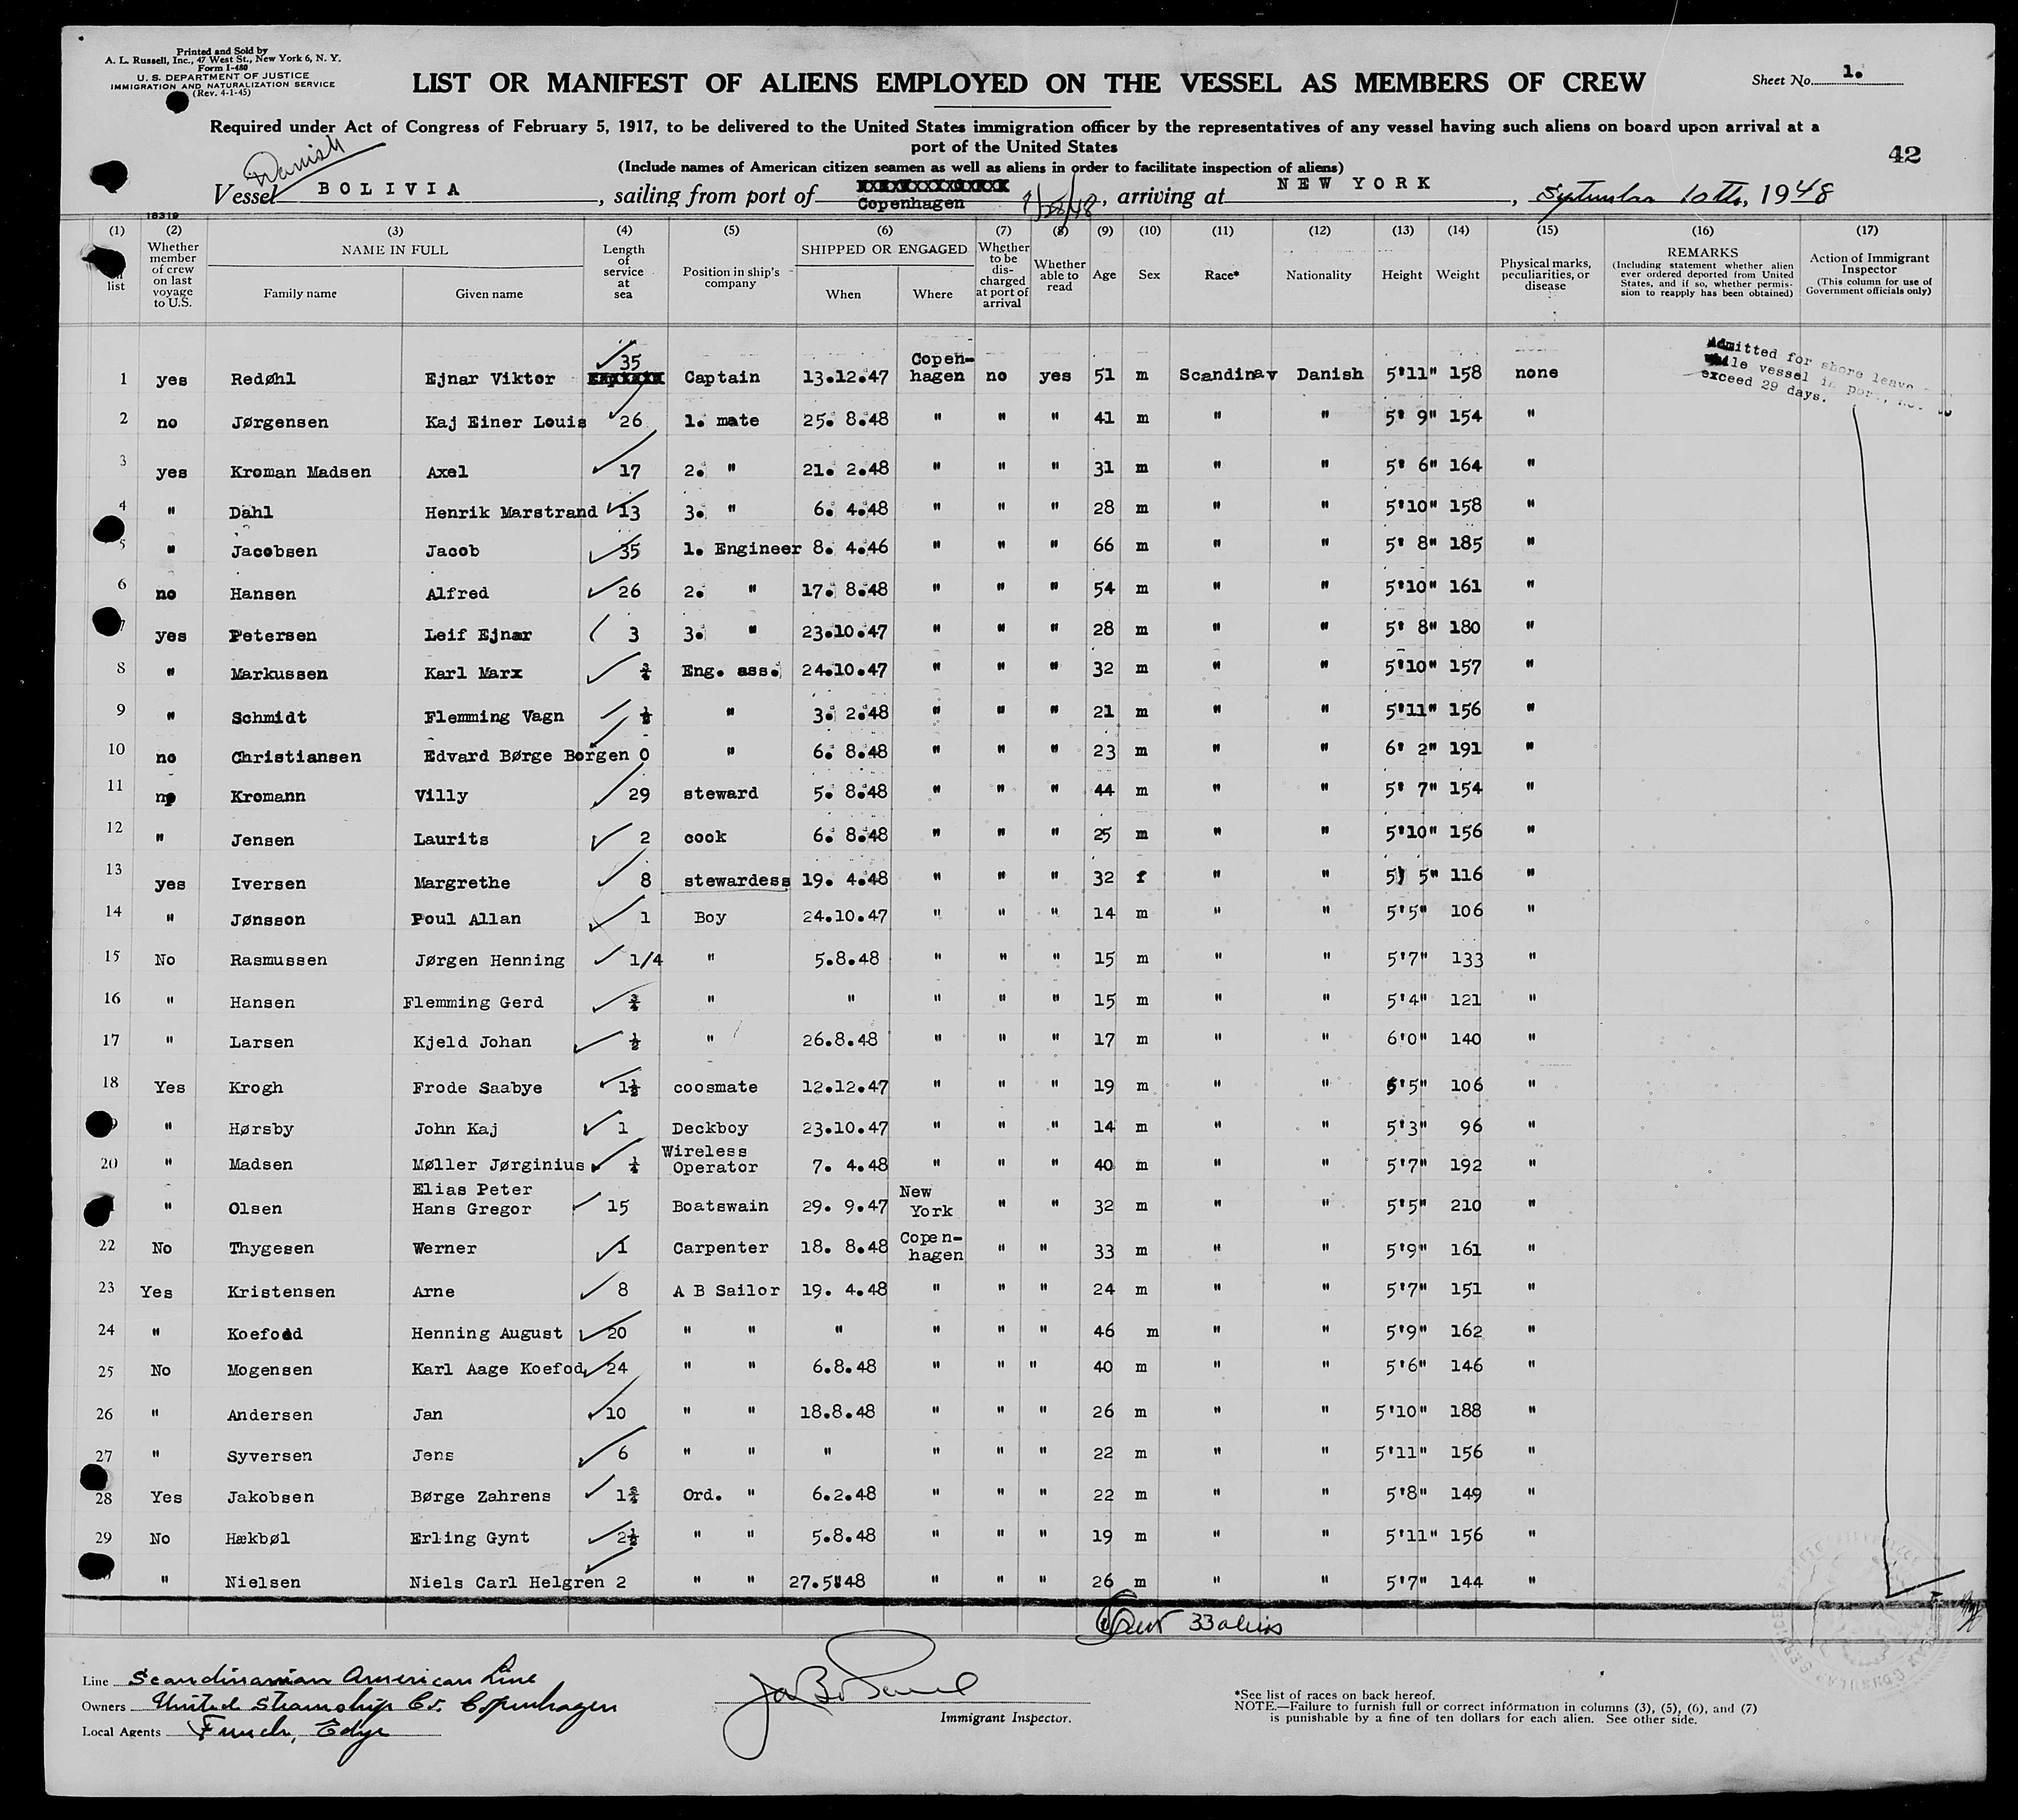 Printed and Sold by
A. L. Russell, Inc., 47 West St., New York 6, N. Y.
Form I-480
U. S. DEPARTMENT OF JUSTICE
IMMIGRATION AND NATURALIZATION SERVICE
(Rev. 4-1-45)
LIST OR MANIFEST OF ALIENS EMPLOYED ON THE VESSEL AS MEMBERS OF CREW
Sheet No. 1.
Required under Act of Congress of February 5, 1917, to be delivered to the United States immigration officer by the representatives of any vessel having such aliens on board upon arrival at a
port of the United States
42
(Include names of American citizen seamen as well as aliens in order to facilitate inspection of aliens)
Danish
Vessel BOLIVIA, sailing from port of Copenhagen, arriving at NEW YORK, September 10th, 1948
18319
(1) (2) (3) (4) (5) (6) (7) (8) (9) (10) (11) (12) (13) (14) (15) (16) (17)
list
Whether member of crew on last voyage to U.S.
NAME IN FULL
Family name Given name
Length of service at sea
Position in ship's company
SHIPPED OR ENGAGED
When Where
Whether to be discharged at port of arrival
Whether able to read
Age Sex Race* Nationality Height Weight
Physical marks, peculiarities, or disease
REMARKS
(Including statement whether alien ever ordered deported from United States, and if so, whether permission to reapply has been obtained)
Action of Immigrant Inspector
(This column for use of Government officials only)
Admitted for shore leave
while vessel in port, not to
exceed 29 days.
1 yes Redøhl Ejnar Viktor 35 Captain 13.12.47 Copen-hagen no yes 51 m Scandinav Danish 5'11" 158 none
2 no Jørgensen Kaj Einer Louis 26 1. mate 25. 8.48 " " " 41 m " " 5' 9" 154 "
3 yes Kroman Madsen Axel 17 2. " 21. 2.48 " " " 31 m " " 5' 6" 164 "
4 " Dahl Henrik Marstrand 13 3. " 6. 4.48 " " " 28 m " " 5'10" 158 "
5 " Jacobsen Jacob 35 1. Engineer 8. 4.46 " " " 66 m " " 5' 8" 185 "
6 no Hansen Alfred 26 2. " 17. 8.48 " " " 54 m " " 5'10" 161 "
7 yes Petersen Leif Ejnar 3 3. " 23.10.47 " " " 28 m " " 5' 8" 180 "
8 " Markussen Karl Marx ¾ Eng. ass. 24.10.47 " " " 32 m " " 5'10" 157 "
9 " Schmidt Flemming Vagn ½ " 3. 2.48 " " " 21 m " " 5'11" 156 "
10 no Christiansen Edvard Børge Borgen 0 " 6. 8.48 " " " 23 m " " 6' 2" 191 "
11 no Kromann Villy 29 steward 5. 8.48 " " " 44 m " " 5' 7" 154 "
12 " Jensen Laurits 2 cook 6. 8.48 " " " 25 m " " 5'10" 156 "
13 yes Iversen Margrethe 8 stewardess 19. 4.48 " " " 32 f " " 5' 5" 116 "
14 " Jønsson Poul Allan 1 Boy 24.10.47 " " " 14 m " " 5'5" 106 "
15 No Rasmussen Jørgen Henning 1/4 " 5.8.48 " " " 15 m " " 5'7" 133 "
16 " Hansen Flemming Gerd ¾ " " " " " 15 m " " 5'4" 121 "
17 " Larsen Kjeld Johan ½ " 26.8.48 " " " 17 m " " 6'0" 140 "
18 Yes Krogh Frode Saabye 1½ coosmate 12.12.47 " " " 19 m " " 5'5" 106 "
" Hørsby John Kaj 1 Deckboy 23.10.47 " " " 14 m " " 5'3" 96 "
20 " Madsen Møller Jørginius Wireless Operator 7. 4.48 " " " 40 m " " 5'7" 192 "
" Olsen Elias Peter Hans Gregor 15 Boatswain 29. 9.47 New York " " 32 m " " 5'5" 210 "
22 No Thygesen Werner 1 Carpenter 18. 8.48 Copen-hagen " " 33 m " " 5'9" 161 "
23 Yes Kristensen Arne 8 A B Sailor 19. 4.48 " " " 24 m " " 5'7" 151 "
24 " Koefoed Henning August 20 " " " " " " 46 m " " 5'9" 162 "
25 No Mogensen Karl Aage Koefod 24 " " 6.8.48 " " " 40 m " " 5'6" 146 "
26 " Andersen Jan 10 " " 18.8.48 " " " 26 m " " 5'10" 188 "
27 " Syversen Jens 6 " " " " " " 22 m " " 5'11" 156 "
28 Yes Jakobsen Børge Zahrens 1¾ Ord. " 6.2.48 " " " 22 m " " 5'8" 149 "
29 No Hækbøl Erling Gynt 2½ " " 5.8.48 " " " 19 m " " 5'11" 156 "
" Nielsen Niels Carl Helgren 2 " " 27.5.48 " " " 26 m " " 5'7" 144 "
33 aliens
Line Scandinavian American Line
Owners United Steamship Co. Copenhagen
Local Agents Funch, Edye
Immigrant Inspector.
*See list of races on back hereof.
NOTE.—Failure to furnish full or correct information in columns (3), (5), (6), and (7)
is punishable by a fine of ten dollars for each alien. See other side.